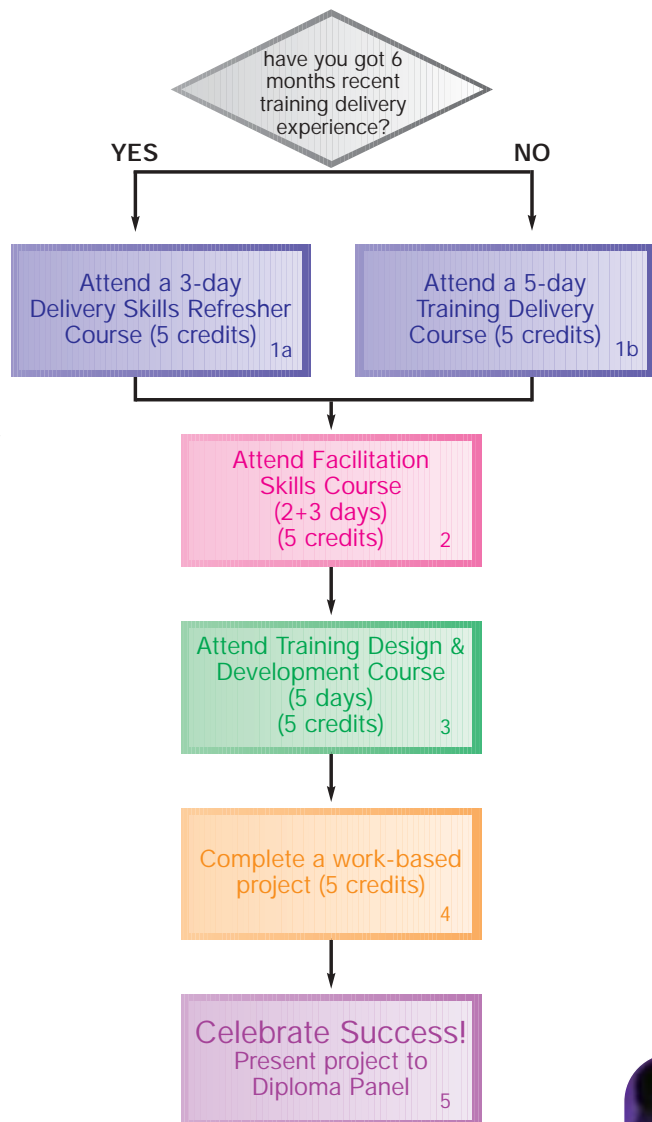 have you got 6
months recent
training delivery
experience?
YES
NO
Attend a 3-day
Delivery Skills Refresher
Course (5 credits)
1a
Attend a 5-day
Training Delivery
Course (5 credits)
1b
Attend Facilitation
Skills Course
(2+3 days)
(5 credits)
2
Attend Training Design &
Development Course
(5 days)
(5 credits)
3
Complete a work-based
project (5 credits)
4
Celebrate Success!
Present project to
Diploma Panel
5